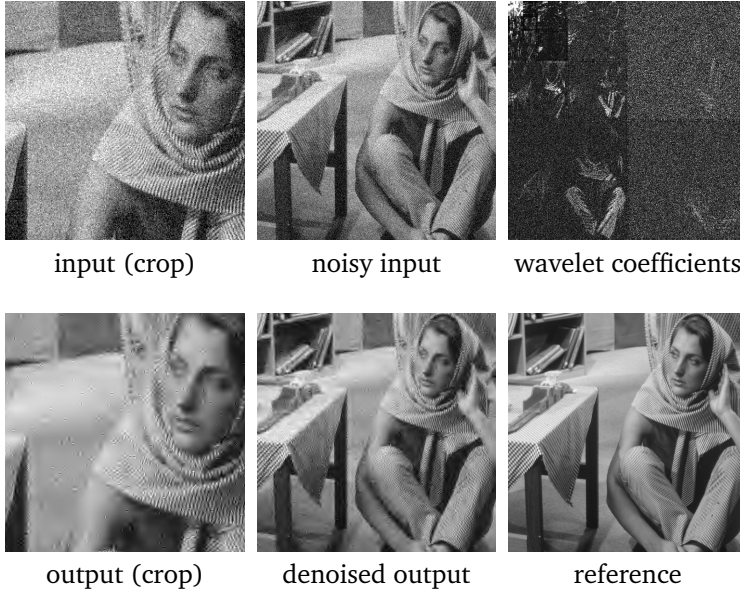 input (crop)
noisy input
wavelet coefficients
output (crop)
denoised output
reference